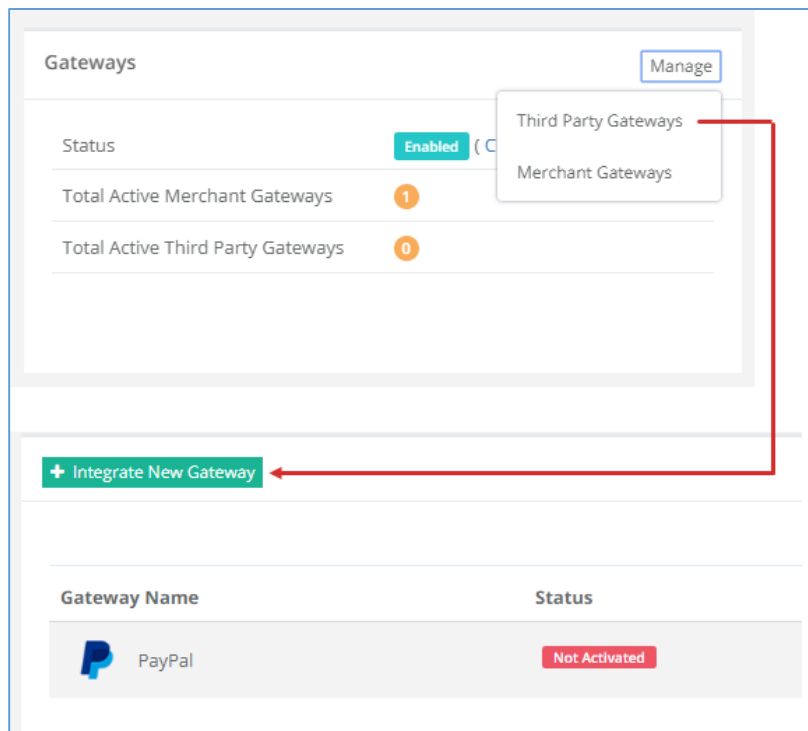 Gateways
Manage
Third Party Gateways
Merchant Gateways
Status
Enabled ( C
Total Active Merchant Gateways
1
Total Active Third Party Gateways
0
+ Integrate New Gateway
Gateway Name Status
PayPal Not Activated